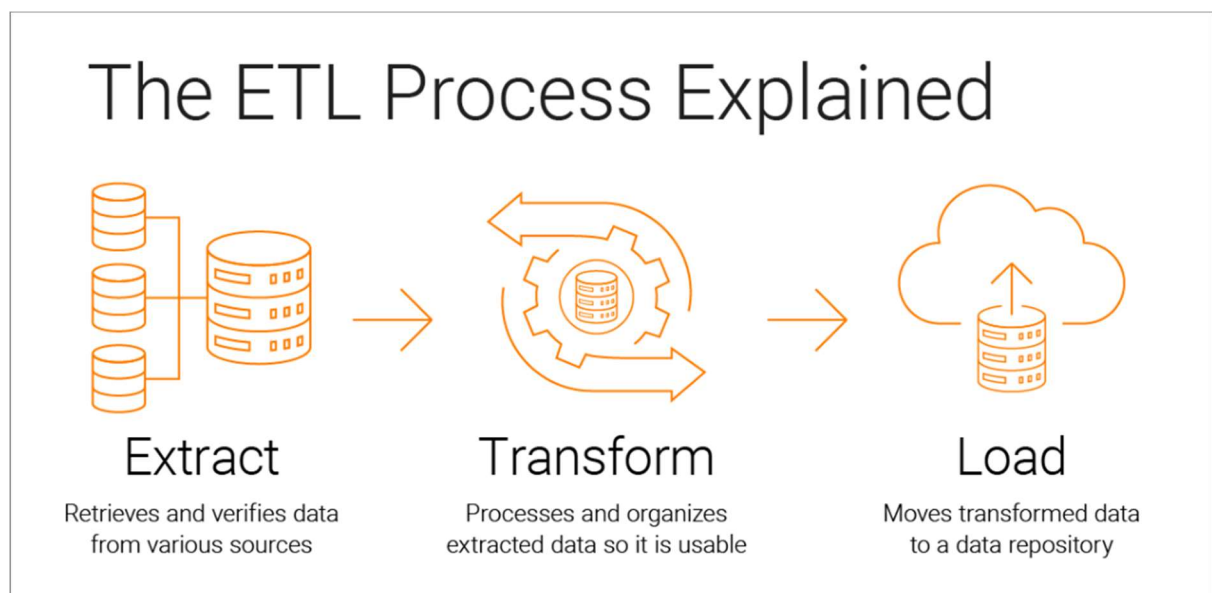 The ETL Process Explained
Extract
Retrieves and verifies data
from various sources
Transform
Processes and organizes
extracted data so it is usable
Load
Moves transformed data
to a data repository